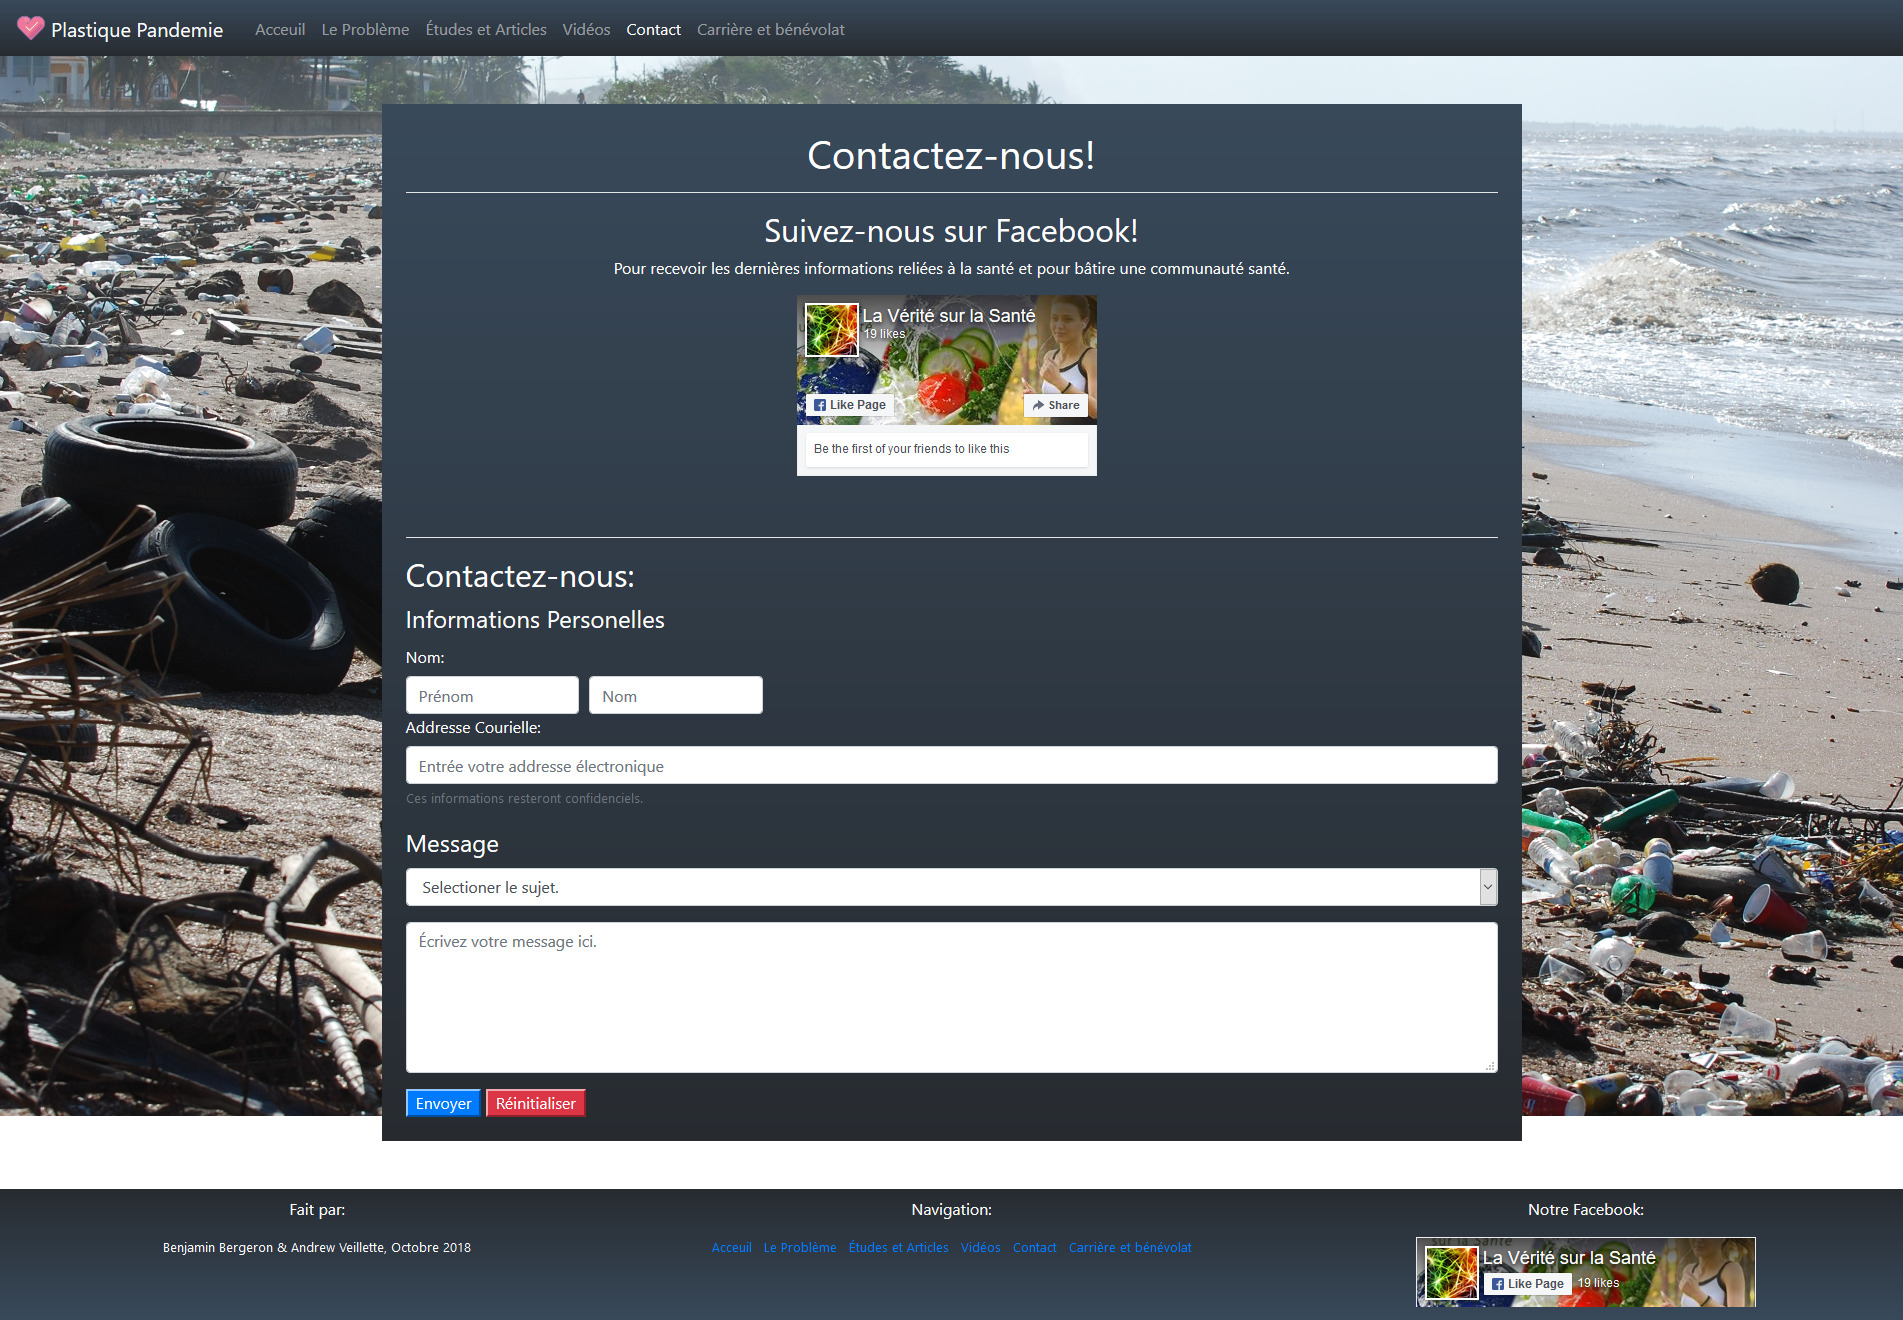 Plastique Pandemie Acceuil Le Problème Études et Articles Vidéos Contact Carrière et bénévolat
Contactez-nous!
Suivez-nous sur Facebook!
Pour recevoir les dernières informations reliées à la santé et pour bâtire une communauté santé.
La Vérité sur la Santé
19 likes
Like Page Share
Be the first of your friends to like this
Contactez-nous:
Informations Personelles
Nom:
Prénom Nom
Addresse Courielle:
Entrée votre addresse électronique
Ces informations resteront confidenciels.
Message
Selectioner le sujet.
Écrivez votre message ici.
Envoyer Réinitialiser
Fait par: Navigation: Notre Facebook:
Benjamin Bergeron & Andrew Veillette, Octobre 2018 Acceuil Le Problème Études et Articles Vidéos Contact Carrière et bénévolat
sur la Santé
La Vérité sur la Santé
Like Page 19 likes